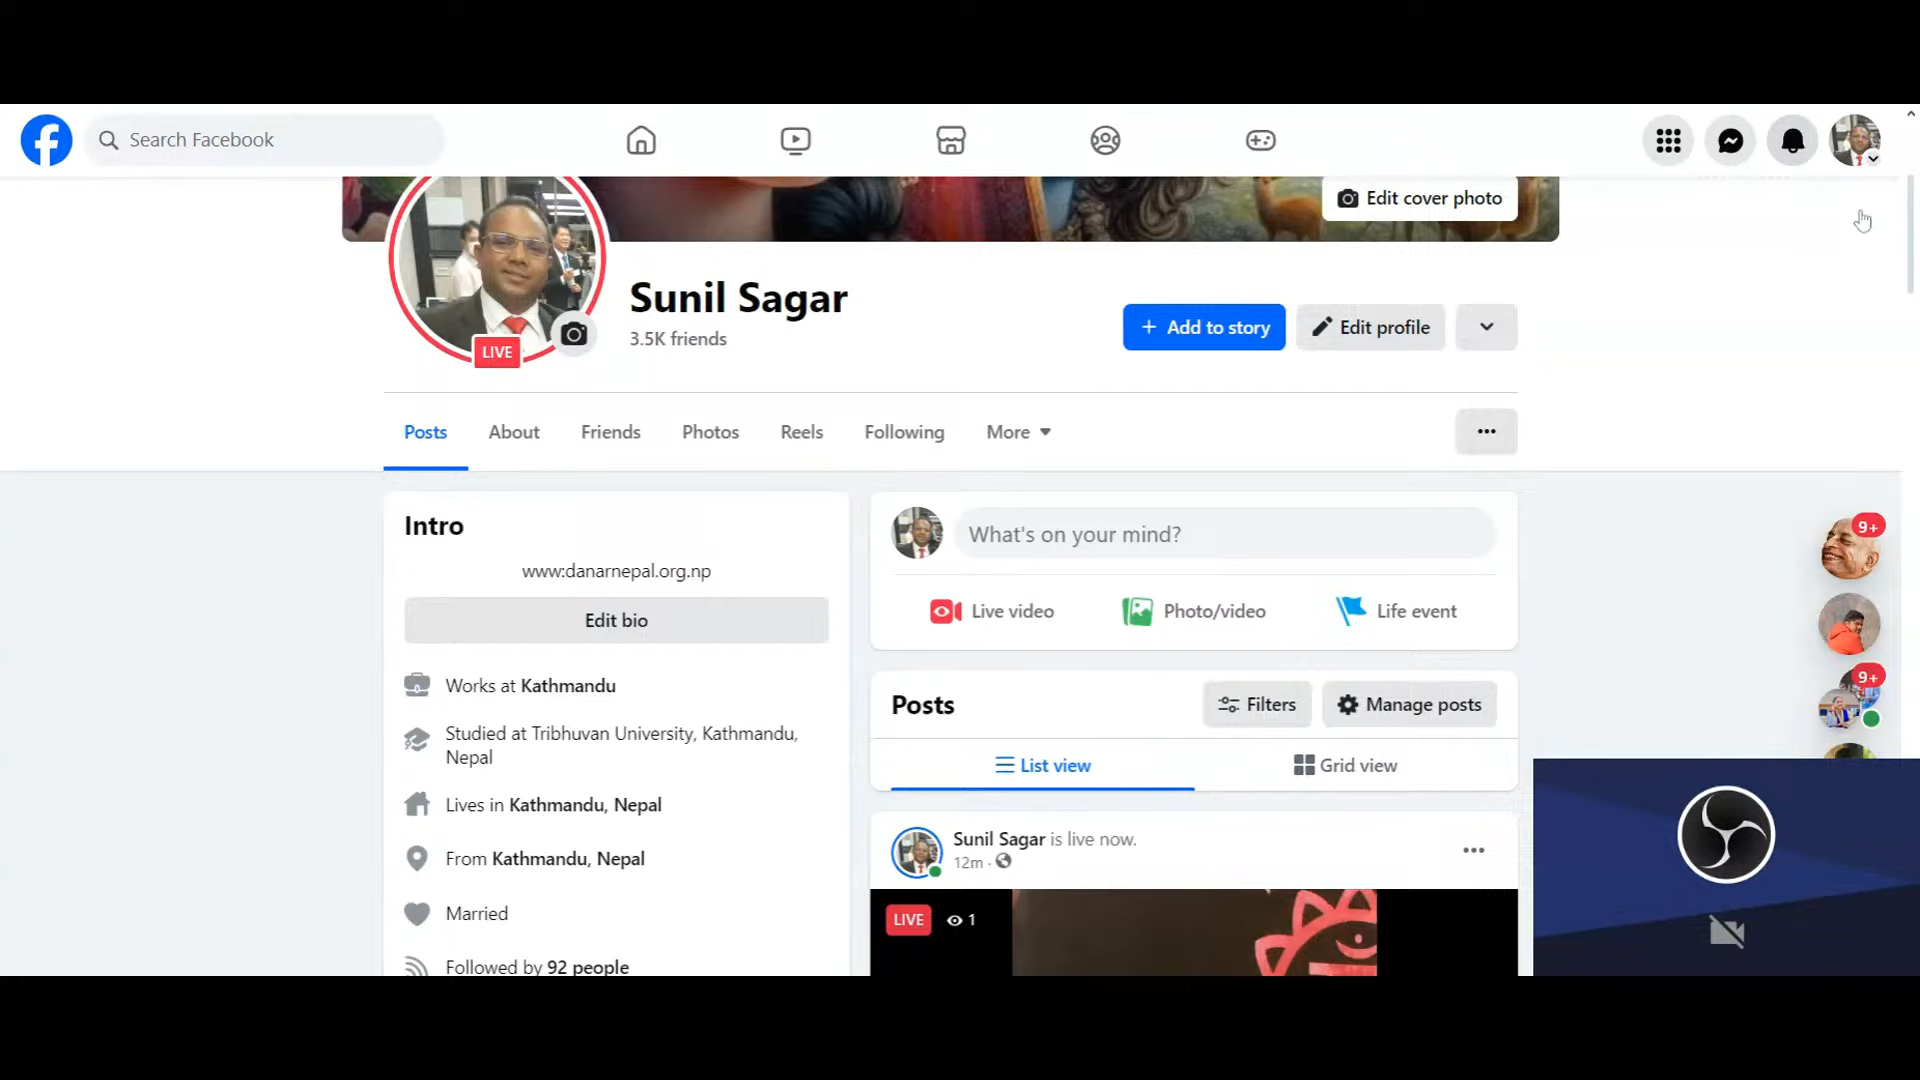 Search Facebook
Edit cover photo
LIVE
Sunil Sagar
3.5K friends
+ Add to story
Edit profile
Posts
About
Friends
Photos
Reels
Following
More
Intro
www:danarnepal.org.np
Edit bio
Works at Kathmandu
Studied at Tribhuvan University, Kathmandu,
Nepal
Lives in Kathmandu, Nepal
From Kathmandu, Nepal
Married
Followed by 92 people
What's on your mind?
Live video
Photo/video
Life event
Posts
Filters
Manage posts
List view
Grid view
Sunil Sagar is live now.
12m ·
LIVE
1
9+
9+